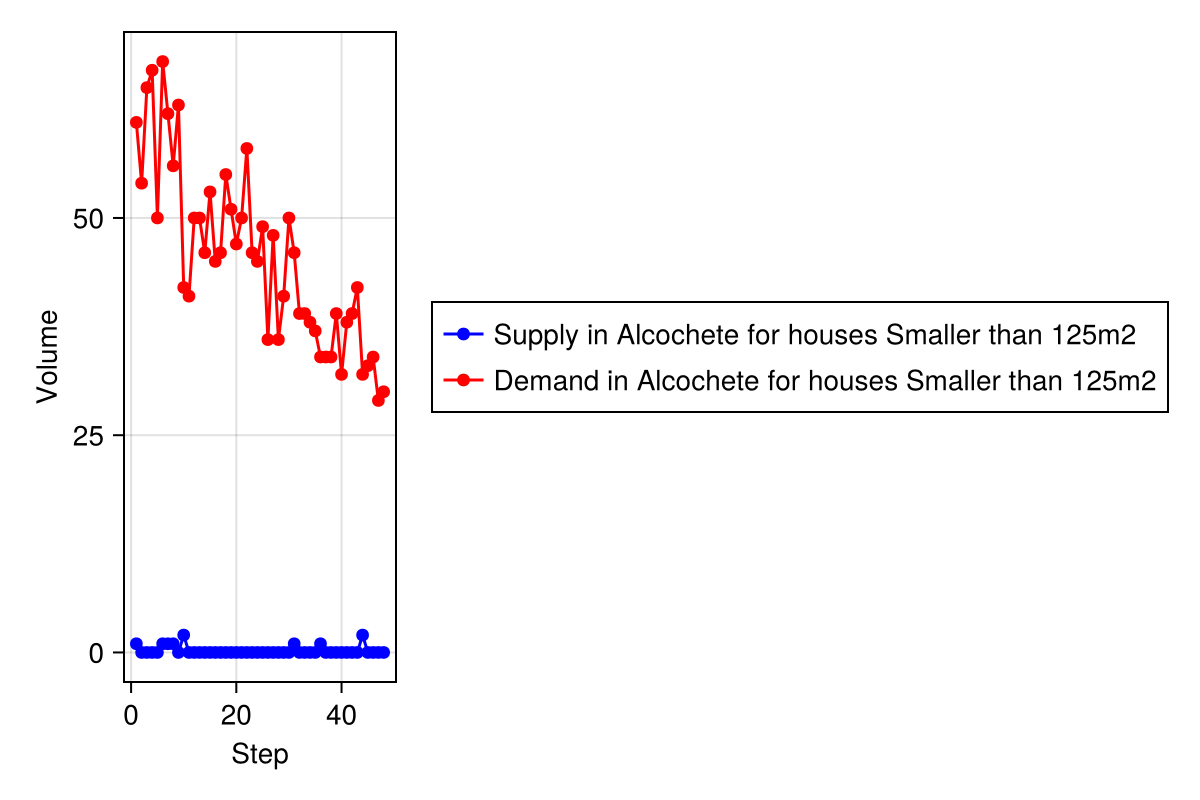 Volume
50
25
0
0 20 40
Step
Supply in Alcochete for houses Smaller than 125m2
Demand in Alcochete for houses Smaller than 125m2